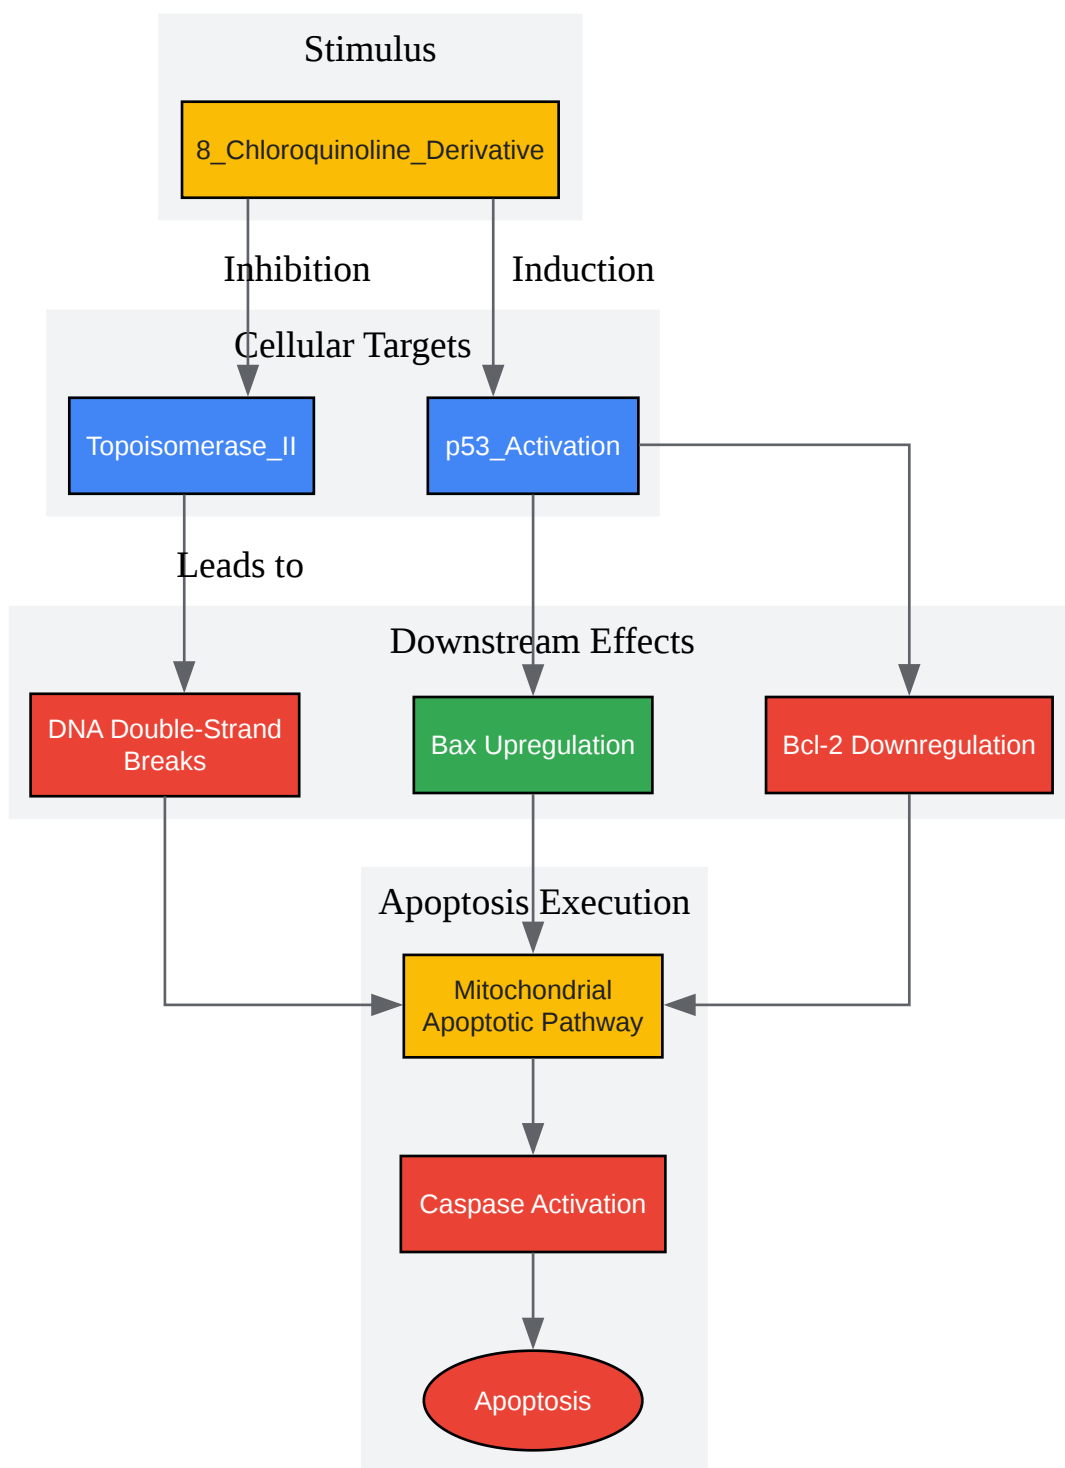 Stimulus
8_Chloroquinoline_Derivative
Inhibition
Induction
Cellular Targets
Topoisomerase_II
p53_Activation
Leads to
Downstream Effects
DNA Double-Strand
Breaks
Bax Upregulation
Bcl-2 Downregulation
Apoptosis Execution
Mitochondrial
Apoptotic Pathway
Caspase Activation
Apoptosis